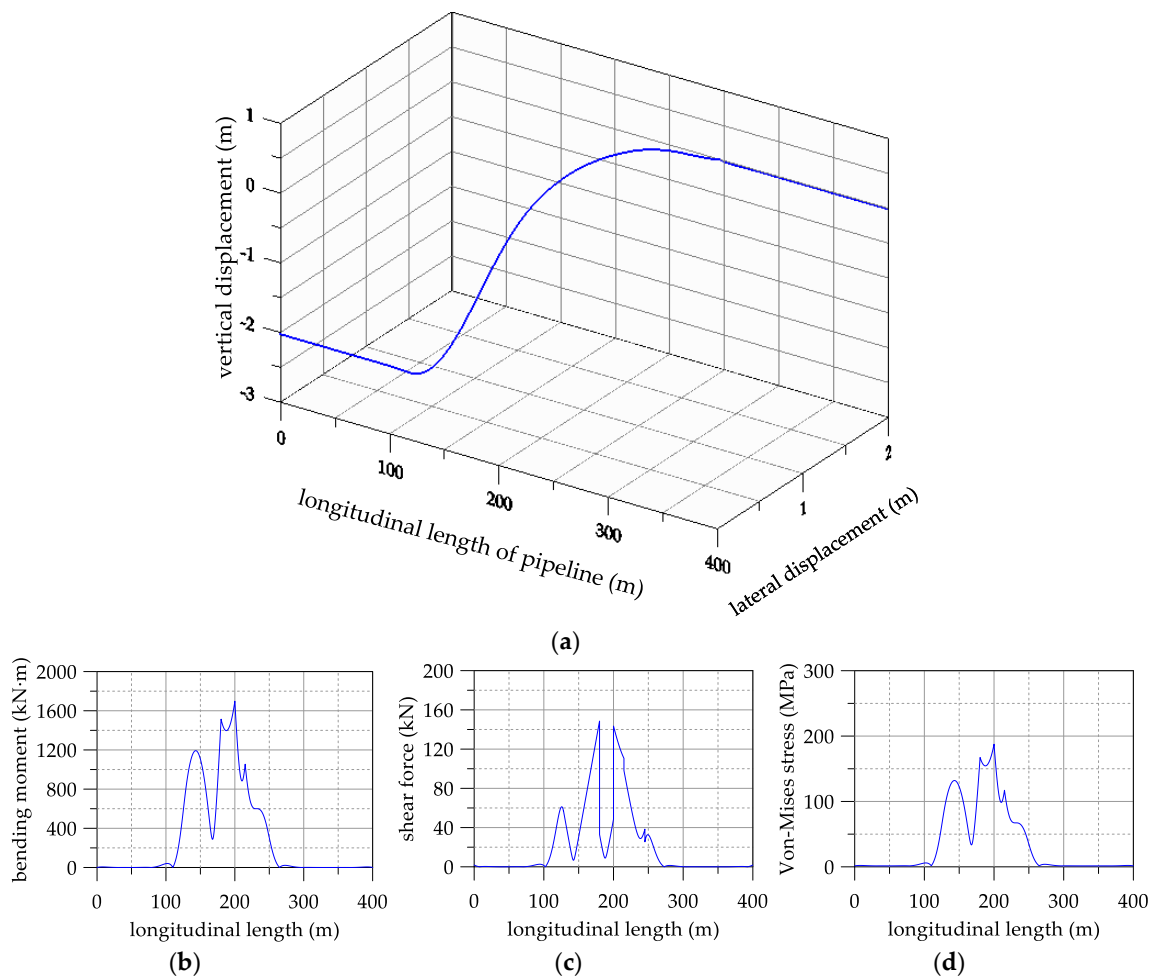 1
0
-1
-2
-3
vertical displacement (m)
0
100
200
300
400
longitudinal length of pipeline (m)
1
2
lateral displacement (m)
(a)
2000
1600
1200
800
400
0
bending moment (kN·m)
0 100 200 300 400
longitudinal length (m)
(b)
200
160
120
80
40
0
shear force (kN)
0 100 200 300 400
longitudinal length (m)
(c)
300
200
100
0
Von-Mises stress (MPa)
0 100 200 300 400
longitudinal length (m)
(d)